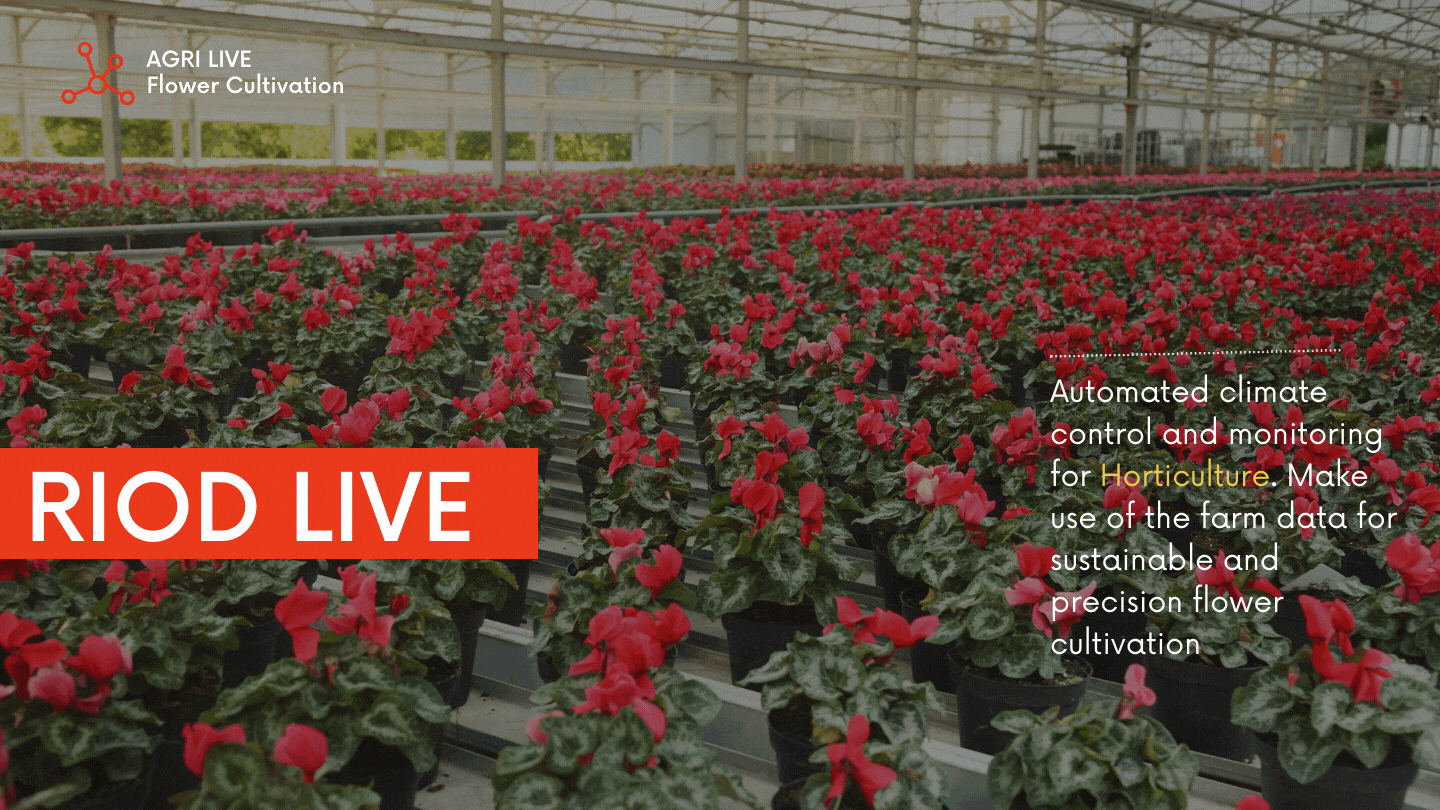 AGRI LIVE
Flower Cultivation
RIOD LIVE
Automated climate
control and monitoring
for Horticulture. Make
use of the farm data for
sustainable and
precision flower
cultivation